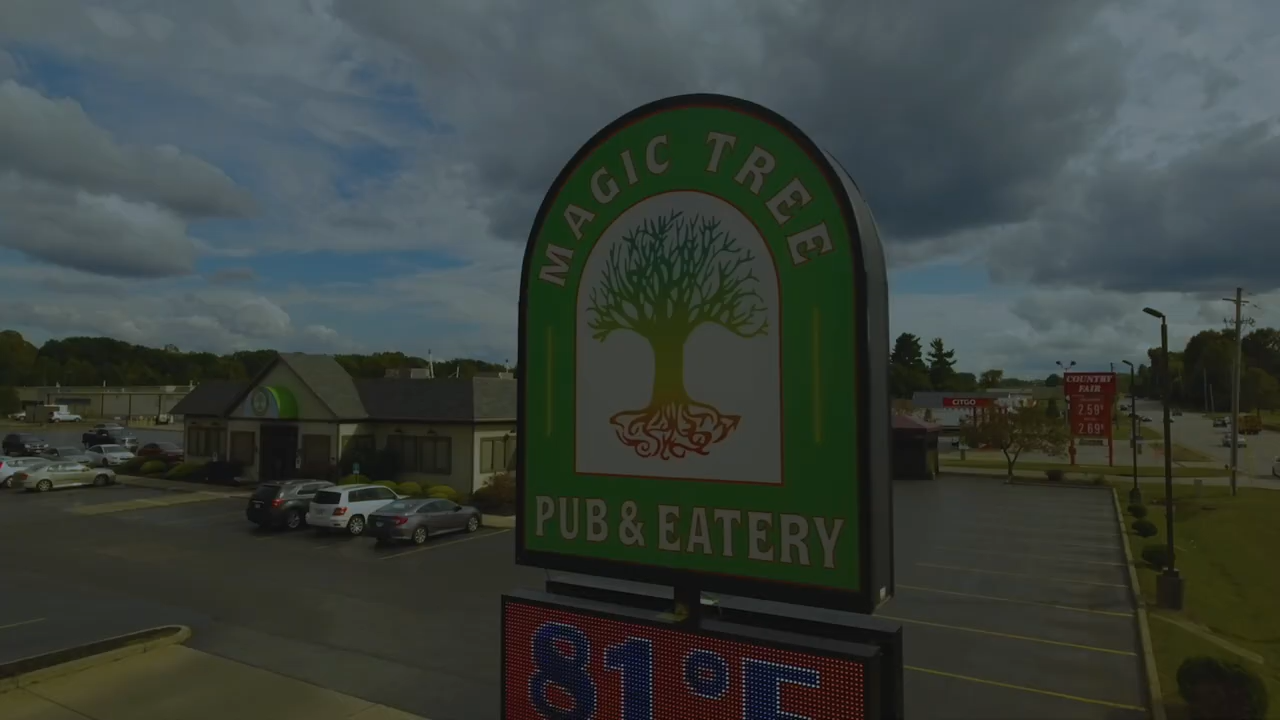 MAGIC TREE
PUB & EATERY
81°F
CITGO
COUNTRY
FAIR
2.59
2.69